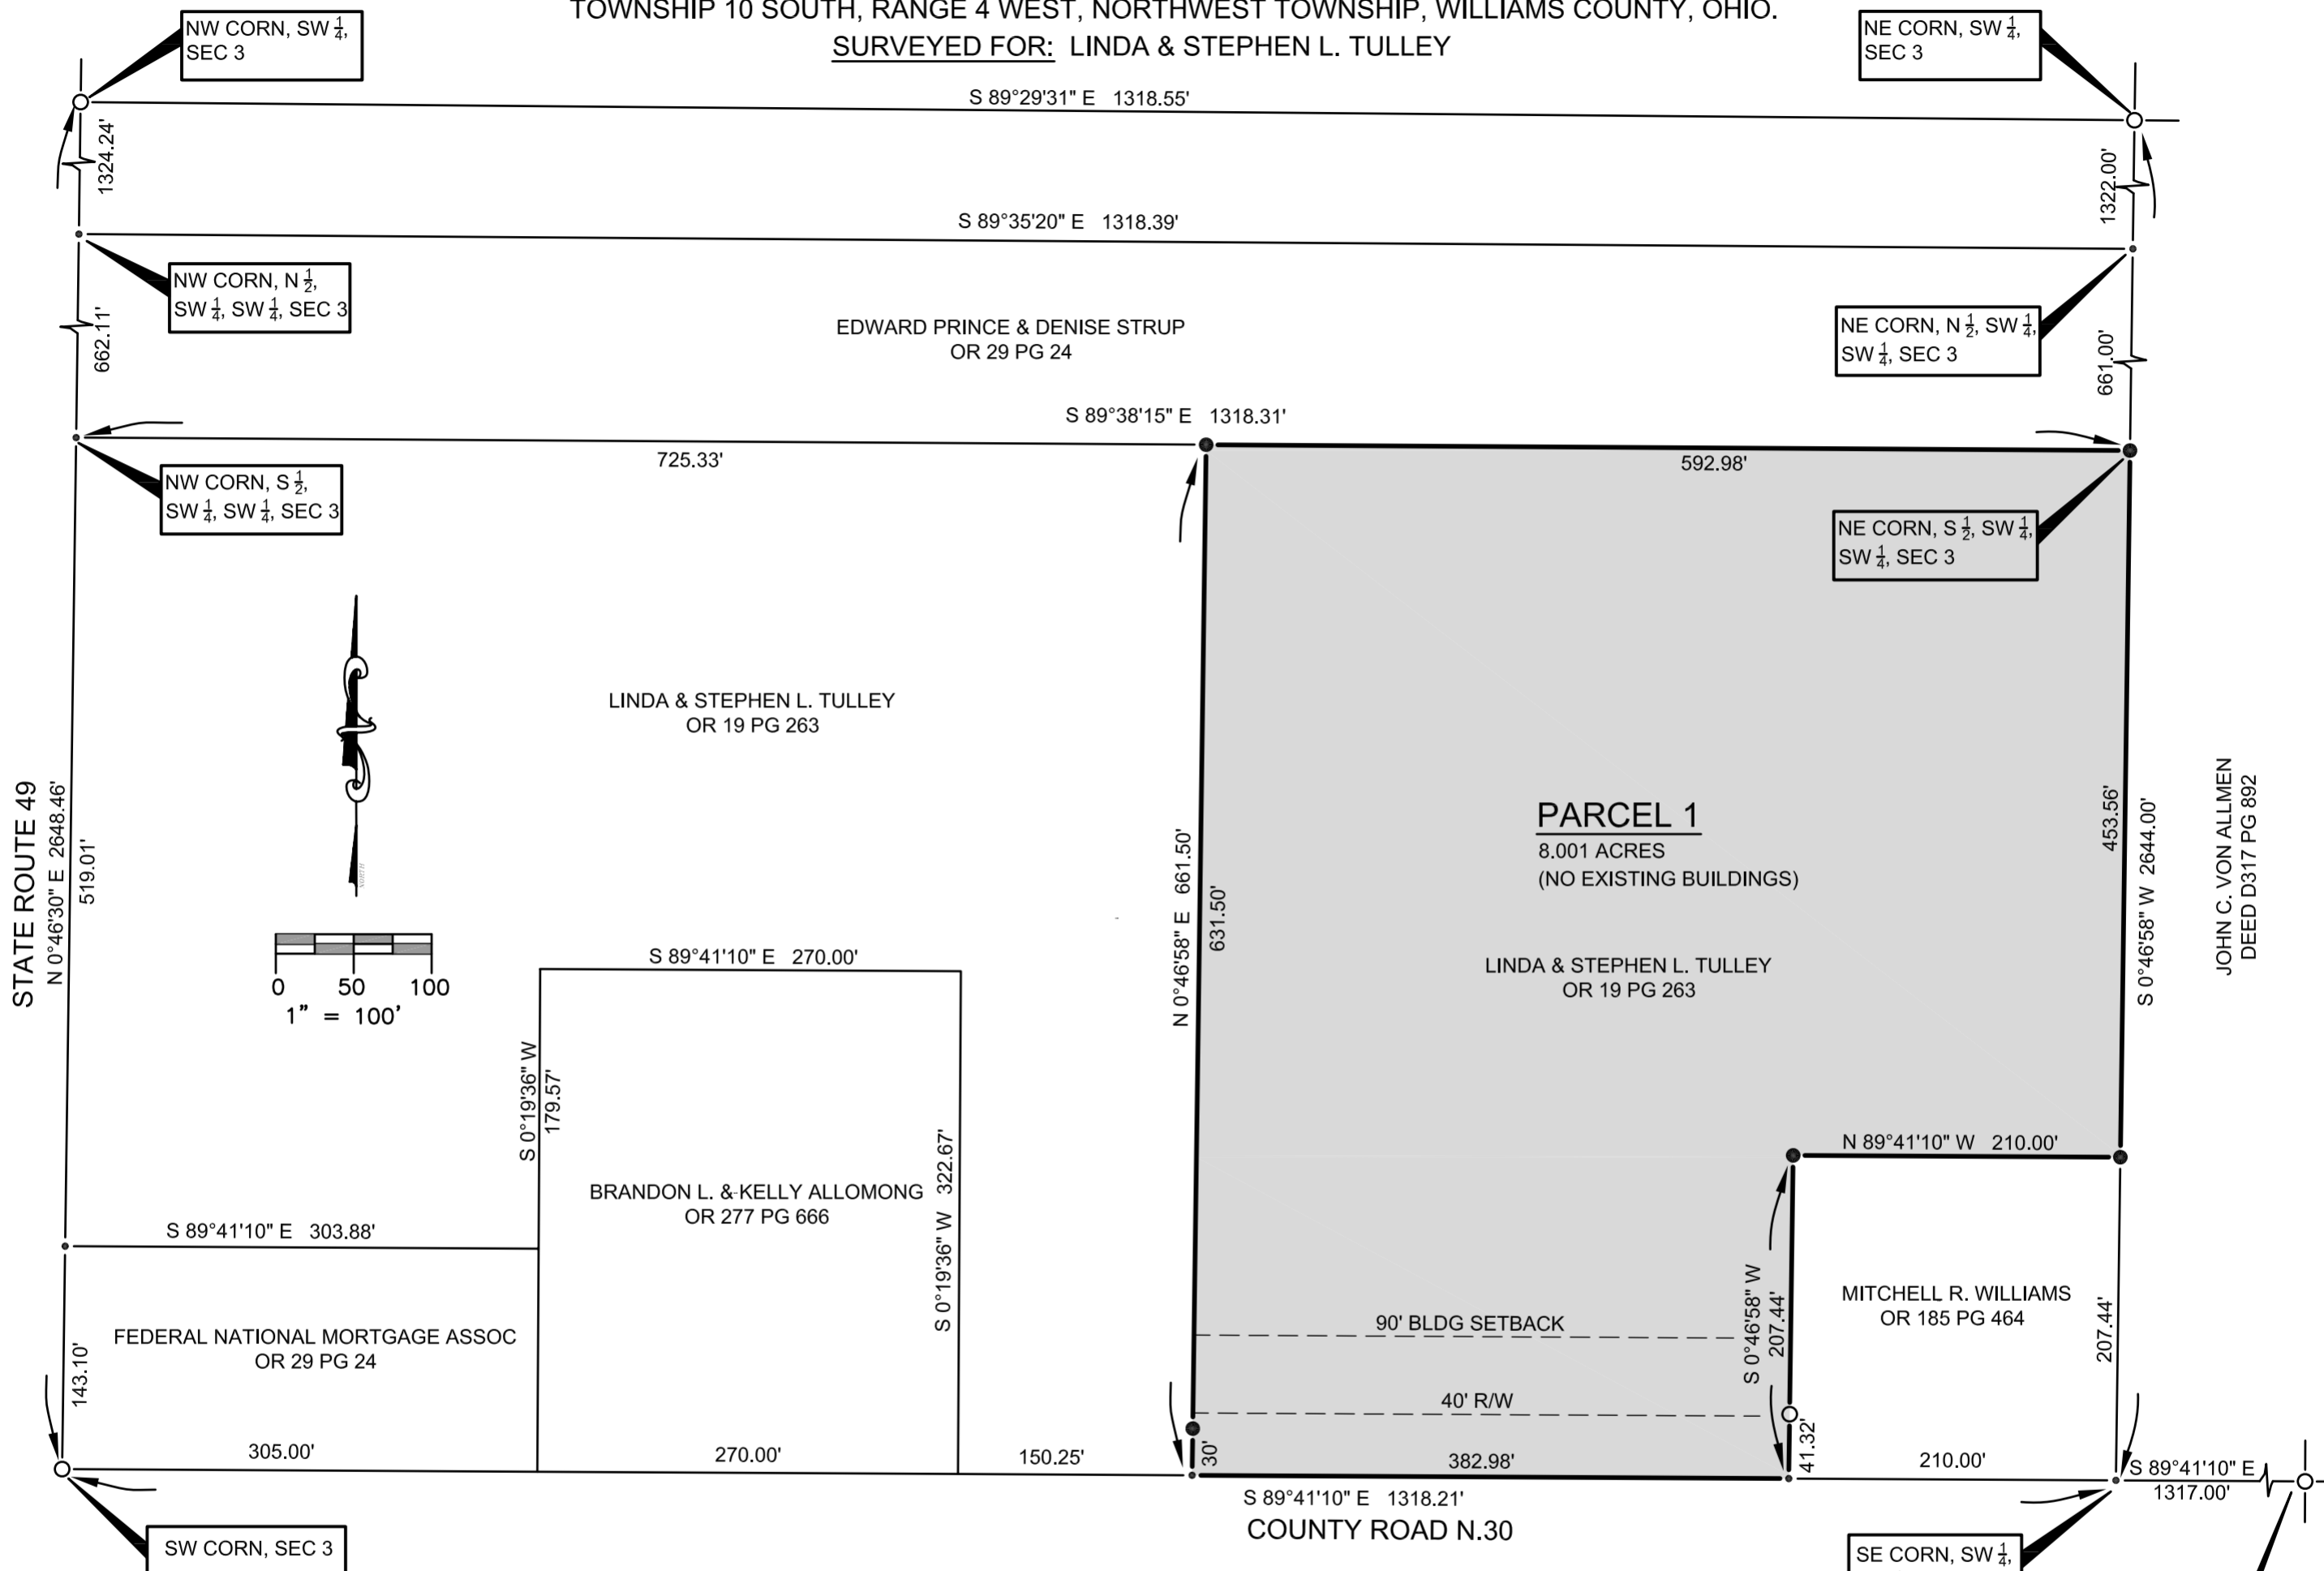 TOWNSHIP 10 SOUTH, RANGE 4 WEST, NORTHWEST TOWNSHIP, WILLIAMS COUNTY, OHIO.
SURVEYED FOR: LINDA & STEPHEN L. TULLEY
NW CORN, SW 1/4,
SEC 3
NE CORN, SW 1/4,
SEC 3
S 89°29'31" E 1318.55'
1324.24'
1322.00'
S 89°35'20" E 1318.39'
NW CORN, N 1/2,
SW 1/4, SW 1/4, SEC 3
NE CORN, N 1/2, SW 1/4,
SW 1/4, SEC 3
662.11'
EDWARD PRINCE & DENISE STRUP
OR 29 PG 24
661.00'
S 89°38'15" E 1318.31'
725.33'
592.98'
NW CORN, S 1/2,
SW 1/4, SW 1/4, SEC 3
NE CORN, S 1/2, SW 1/4,
SW 1/4, SEC 3
LINDA & STEPHEN L. TULLEY
OR 19 PG 263
STATE ROUTE 49
N 0°46'30" E 2648.46'
519.01'
0 50 100
1" = 100'
N 0°46'58" E 661.50'
631.50'
PARCEL 1
8.001 ACRES
(NO EXISTING BUILDINGS)
LINDA & STEPHEN L. TULLEY
OR 19 PG 263
453.56'
S 0°46'58" W 2644.00'
JOHN C. VON ALLMEN
DEED D317 PG 892
S 89°41'10" E 270.00'
S 0°19'36" W
179.57'
BRANDON L. & KELLY ALLOMONG
OR 277 PG 666
S 0°19'36" W 322.67'
N 89°41'10" W 210.00'
S 89°41'10" E 303.88'
FEDERAL NATIONAL MORTGAGE ASSOC
OR 29 PG 24
143.10'
90' BLDG SETBACK
40' R/W
S 0°46'58" W
207.44'
MITCHELL R. WILLIAMS
OR 185 PG 464
207.44'
305.00'
270.00'
150.25'
30'
382.98'
41.32'
210.00'
S 89°41'10" E
1317.00'
S 89°41'10" E 1318.21'
COUNTY ROAD N.30
SW CORN, SEC 3
SE CORN, SW 1/4,